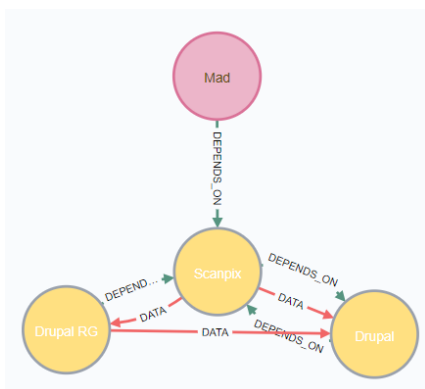 Mad
DEPENDS_ON
Scanpix
DEPENDS_ON
DEPEND...
DATA
DATA
Drupal RG
DATA
DEPENDS_ON
Drupal